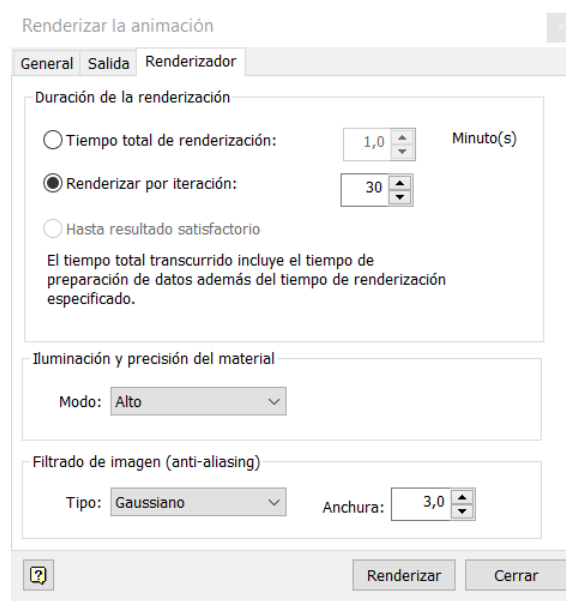 Renderizar la animación
General Salida Renderizador
Duración de la renderización
Tiempo total de renderización: 1,0 Minuto(s)
Renderizar por iteración: 30
Hasta resultado satisfactorio
El tiempo total transcurrido incluye el tiempo de
preparación de datos además del tiempo de renderización
especificado.
Iluminación y precisión del material
Modo: Alto
Filtrado de imagen (anti-aliasing)
Tipo: Gaussiano Anchura: 3,0
Renderizar Cerrar